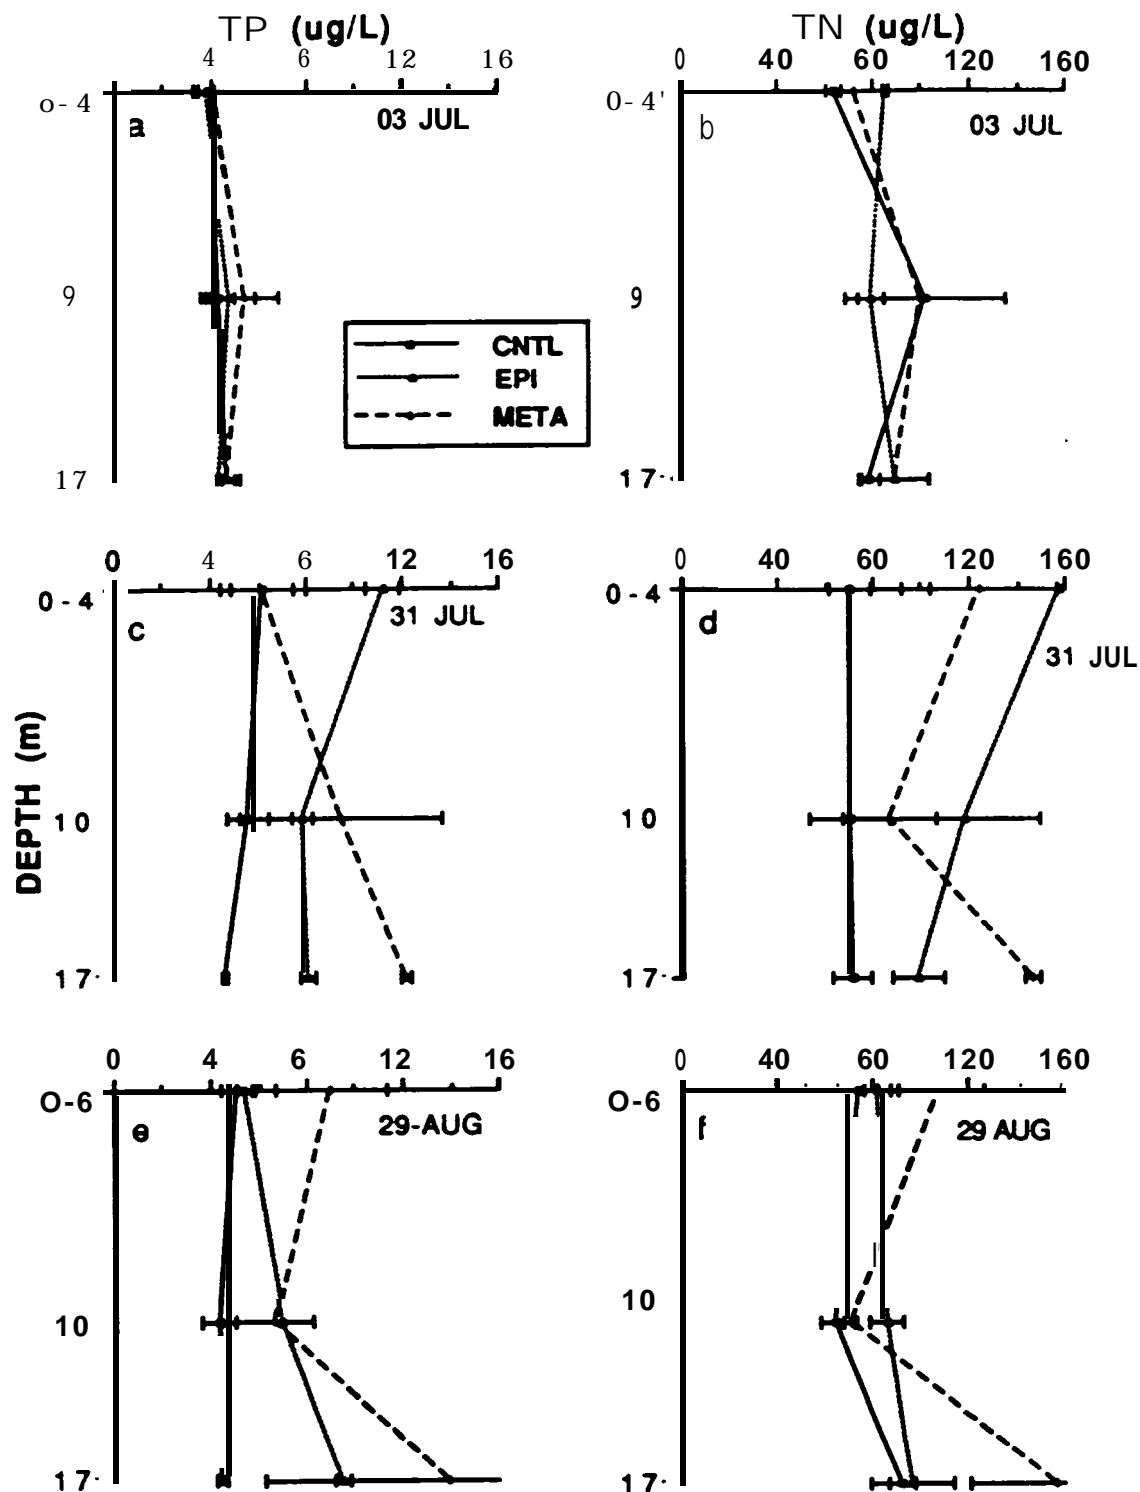 TP (ug/L)
TN (ug/L)
4 6 12 16
0 40 60 120 160
o-4
a
03 JUL
0-4'
b
03 JUL
9
9
CNTL
EPI
META
17
17
0 4 6 12 16
0 40 60 120 160
0-4
c
31 JUL
0-4
d
31 JUL
DEPTH (m)
10
10
17
17
0 4 6 12 16
0 40 60 120 160
O-6
e
29-AUG
O-6
f
29 AUG
10
10
17
17